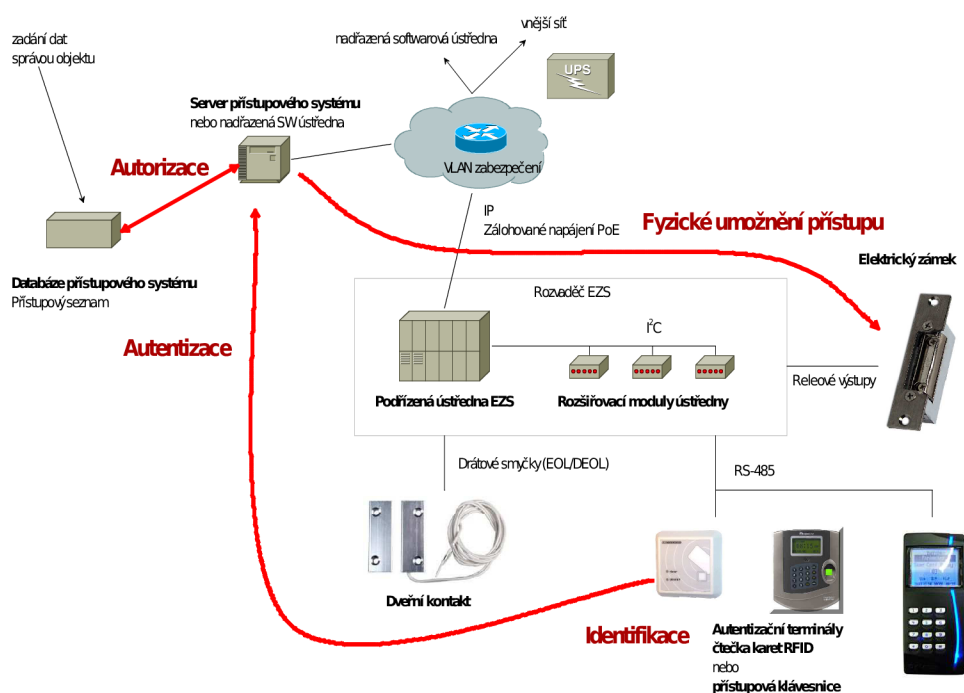 zadání dat
správou objektu
nadřazená softwarová ústředna
vnější síť
UPS
Server přístupového systému
nebo nadřazená SW ústředna
VLAN zabezpečení
Autorizace
IP
Zálohované napájení PoE
Fyzické umožnění přístupu
Elektrický zámek
Databáze přístupového systému
Přístupový seznam
Rozvaděč EZS
I²C
Autentizace
Podřízená ústředna EZS
Rozšiřovací moduly ústředny
Releové výstupy
Drátové smyčky (EOL/DEOL)
RS-485
Dveřní kontakt
Identifikace
Autentizační terminály
čtečka karet RFID
nebo
přístupová klávesnice